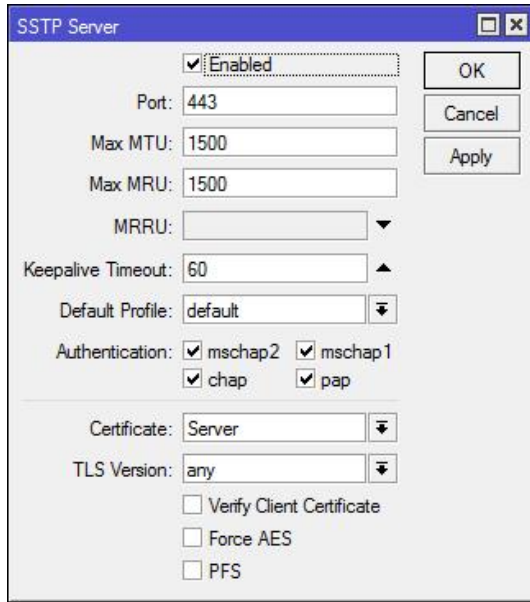 SSTP Server
Enabled
OK
Port: 443
Cancel
Max MTU: 1500
Apply
Max MRU: 1500
MRRU:
Keepalive Timeout: 60
Default Profile: default
Authentication: mschap2 mschap1
chap pap
Certificate: Server
TLS Version: any
Verify Client Certificate
Force AES
PFS